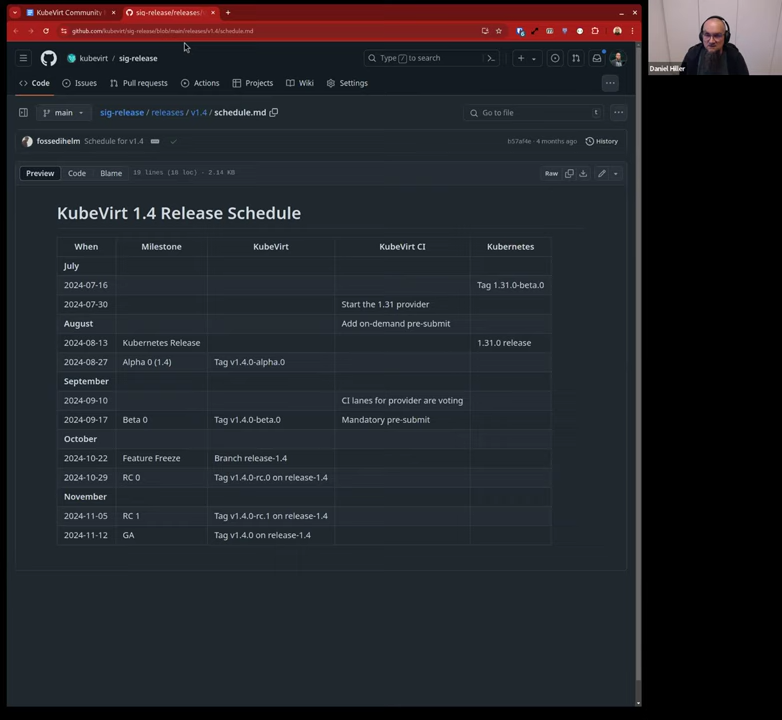 KubeVirt Community
sig-release/releases/
github.com/kubevirt/sig-release/blob/main/releases/v1.4/schedule.md
Daniel Hiller
kubevirt / sig-release
Type / to search
Code
Issues
Pull requests
Actions
Projects
Wiki
Settings
main
sig-release / releases / v1.4 / schedule.md
Go to file
t
fossedihelm Schedule for v1.4
b57af4e · 4 months ago
History
Preview
Code
Blame
19 lines (16 loc) · 2.14 KB
Raw
KubeVirt 1.4 Release Schedule
When Milestone KubeVirt KubeVirt CI Kubernetes
July
2024-07-16 Tag 1.31.0-beta.0
2024-07-30 Start the 1.31 provider
August Add on-demand pre-submit
2024-08-13 Kubernetes Release 1.31.0 release
2024-08-27 Alpha 0 (1.4) Tag v1.4.0-alpha.0
September
2024-09-10 CI lanes for provider are voting
2024-09-17 Beta 0 Tag v1.4.0-beta.0 Mandatory pre-submit
October
2024-10-22 Feature Freeze Branch release-1.4
2024-10-29 RC 0 Tag v1.4.0-rc.0 on release-1.4
November
2024-11-05 RC 1 Tag v1.4.0-rc.1 on release-1.4
2024-11-12 GA Tag v1.4.0 on release-1.4